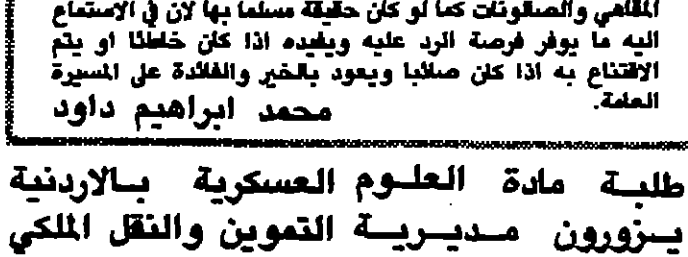 المقاهي والصالونات كما لو كان حقيقة مسلما بها لان في الاستماع
اليه ما يوفر فرصة الرد عليه ويفيده اذا كان خاطئا او يتم
الاقتناع به اذا كان صائبا ويعود بالخير والفائدة على المسيرة
العامة.
محمد ابراهيم داود
طلبة مادة العلوم العسكرية بالاردنية
يزورون مديرية التموين والنقل الملكي